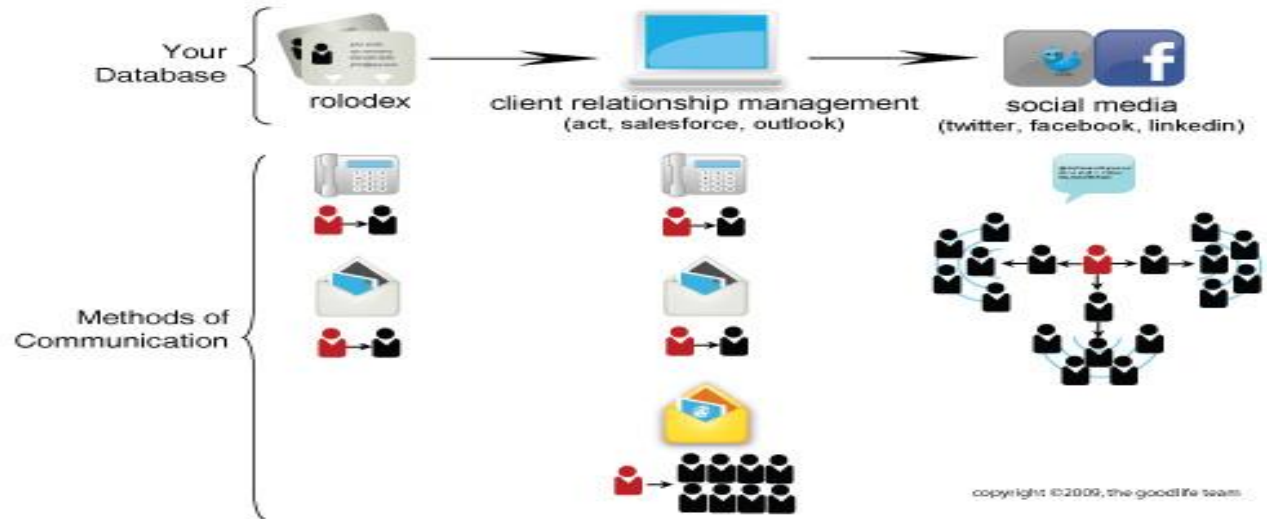 Your
Database
rolodex
client relationship management
(act, salesforce, outlook)
f
social media
(twitter, facebook, linkedin)
Methods of
Communication
@
copyright ©2009, the goodlife team